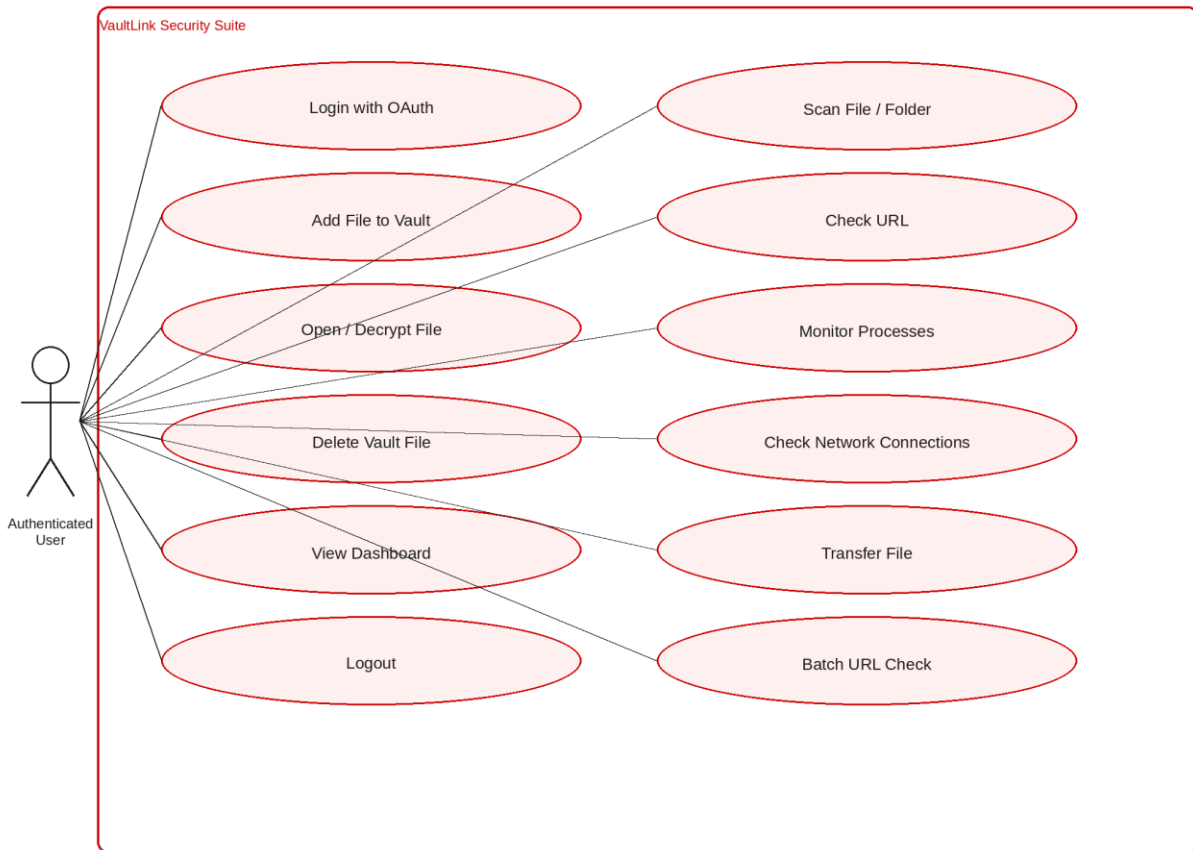 VaultLink Security Suite
Login with OAuth
Scan File / Folder
Add File to Vault
Check URL
Open / Decrypt File
Monitor Processes
Delete Vault File
Check Network Connections
Authenticated
User
View Dashboard
Transfer File
Logout
Batch URL Check